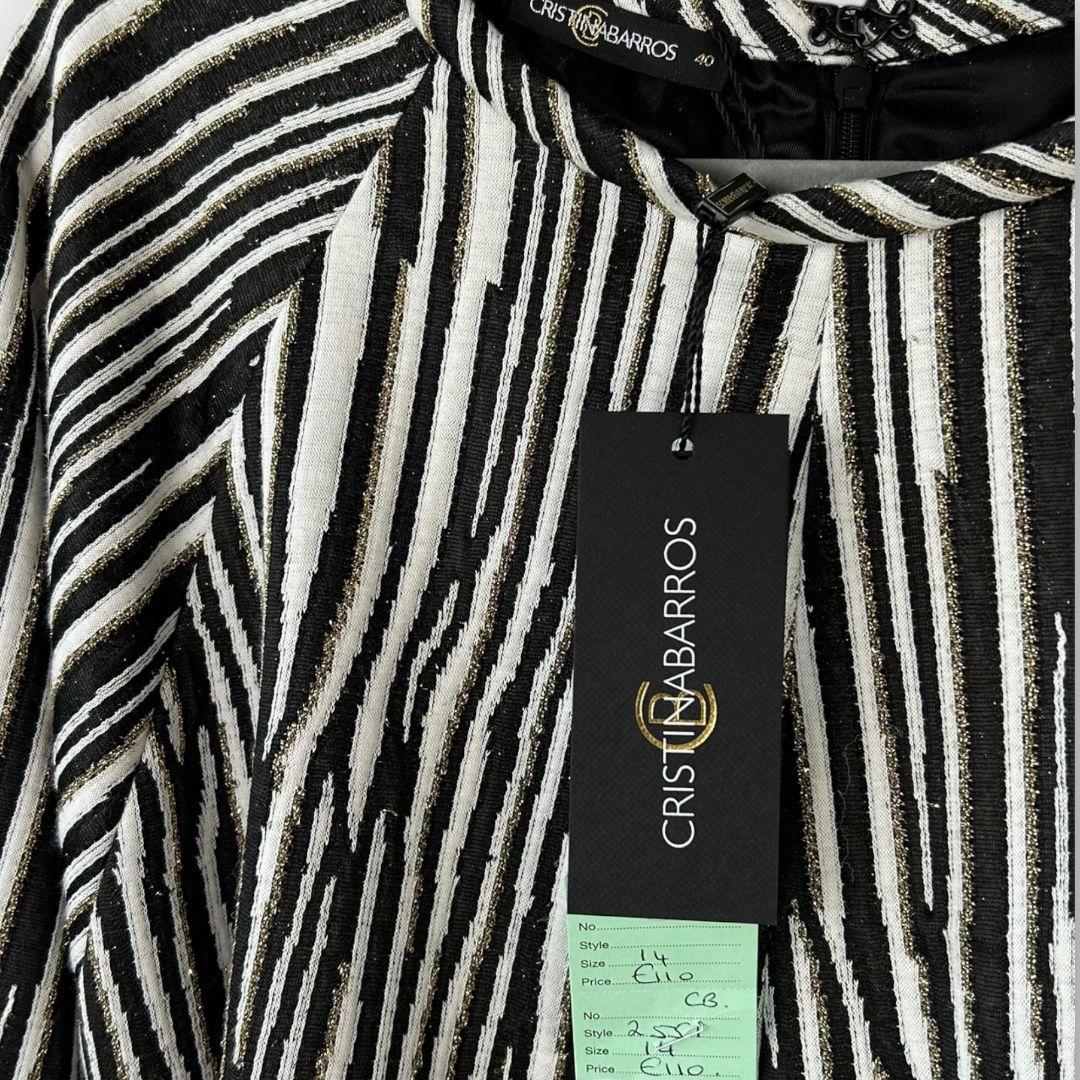 CRISTINABARROS
40
CRISTINABARROS
No.
Style
Size 14
Price €110
CB.
No.
Style
Size 14
Price €110.